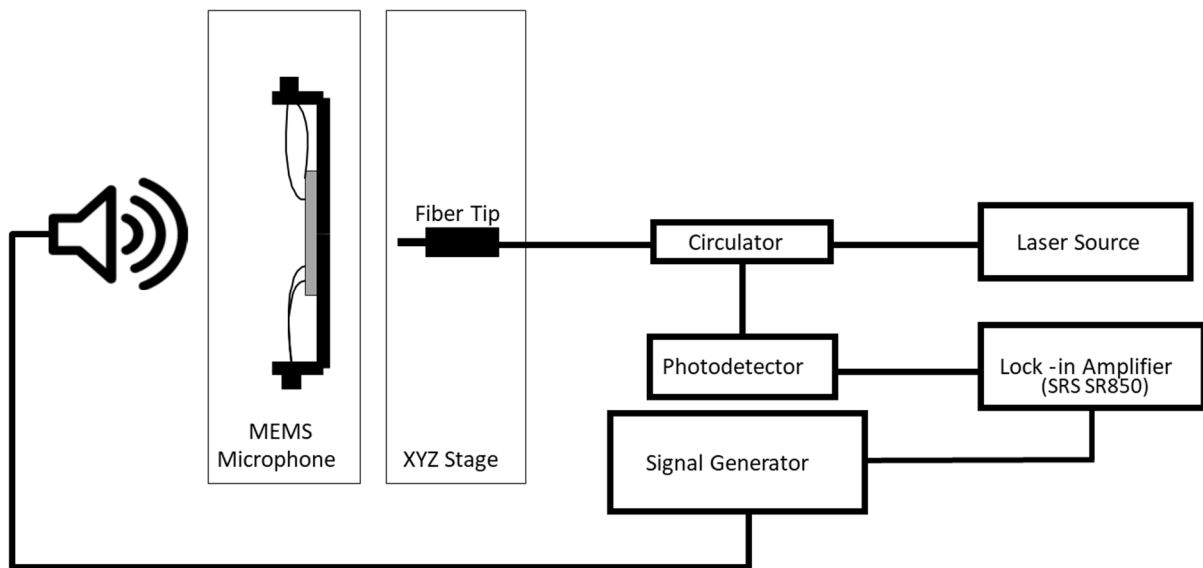 Fiber Tip
Circulator
Laser Source
Photodetector
Lock -in Amplifier
(SRS SR850)
MEMS
Microphone
XYZ Stage
Signal Generator